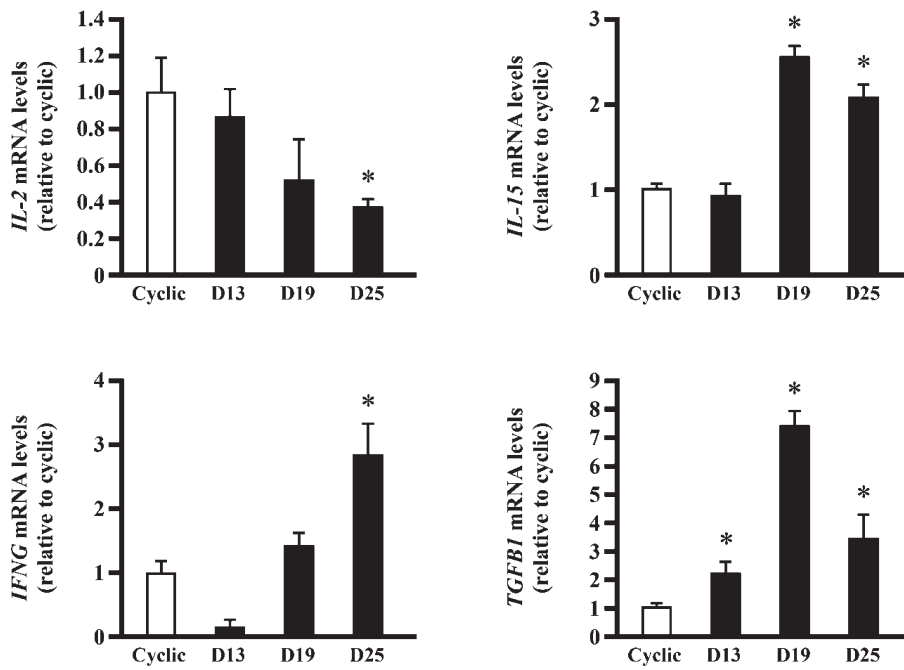 IL-2 mRNA levels
(relative to cyclic)
1.4
1.2
1.0
0.8
0.6
0.4
0.2
0
*
Cyclic D13 D19 D25
IL-15 mRNA levels
(relative to cyclic)
3
2
1
0
*
*
Cyclic D13 D19 D25
IFNG mRNA levels
(relative to cyclic)
4
3
2
1
0
*
Cyclic D13 D19 D25
TGFB1 mRNA levels
(relative to cyclic)
9
8
7
6
5
4
3
2
1
0
*
*
*
Cyclic D13 D19 D25